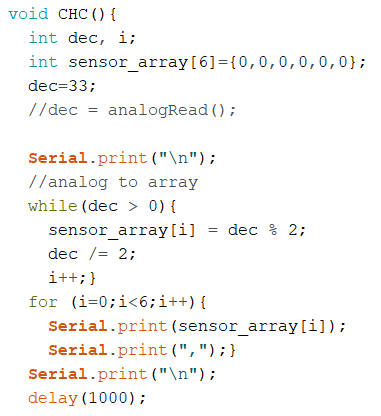 void CHC(){
int dec, i;
int sensor_array[6]={0,0,0,0,0,0};
dec=33;
//dec = analogRead();
Serial.print("\n");
//analog to array
while(dec > 0){
sensor_array[i] = dec % 2;
dec /= 2;
i++;}
for (i=0;i<6;i++){
Serial.print(sensor_array[i]);
Serial.print(",");}
Serial.print("\n");
delay(1000);